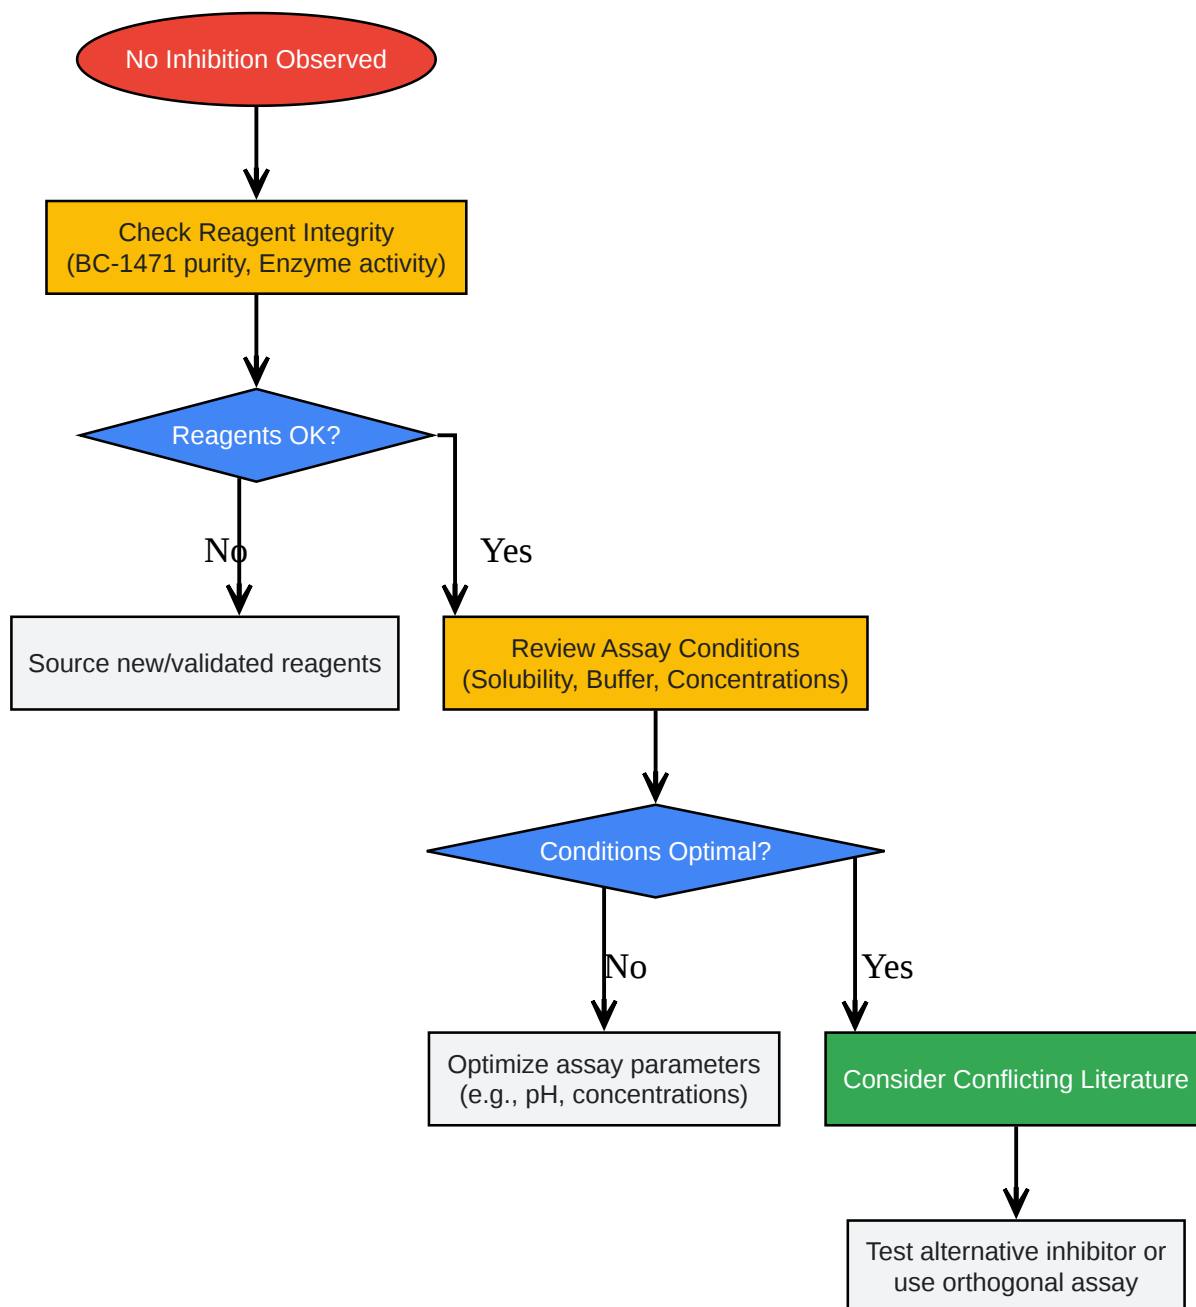 No Inhibition Observed
Check Reagent Integrity
(BC-1471 purity, Enzyme activity)
Reagents OK?
No
Yes
Source new/validated reagents
Review Assay Conditions
(Solubility, Buffer, Concentrations)
Conditions Optimal?
No
Yes
Optimize assay parameters
(e.g., pH, concentrations)
Consider Conflicting Literature
Test alternative inhibitor or
use orthogonal assay